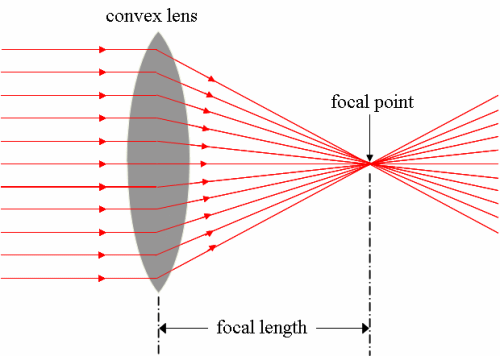 convex lens
focal point
focal length